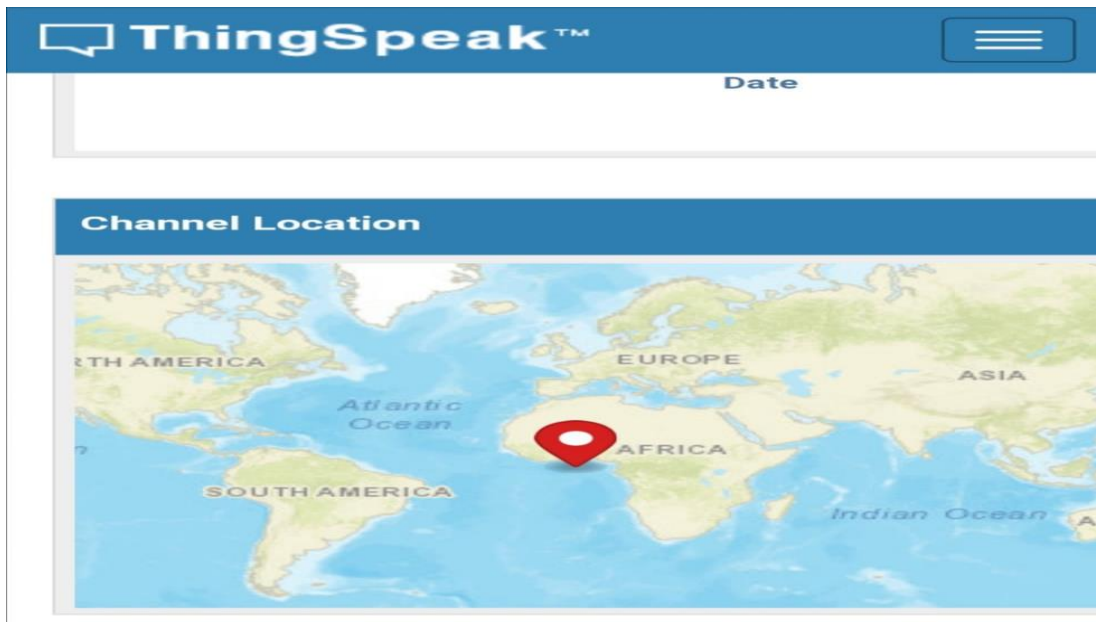 ThingSpeak™
Date
Channel Location
RTH AMERICA
EUROPE
ASIA
Atlantic
Ocean
AFRICA
SOUTH AMERICA
Indian Ocean
A